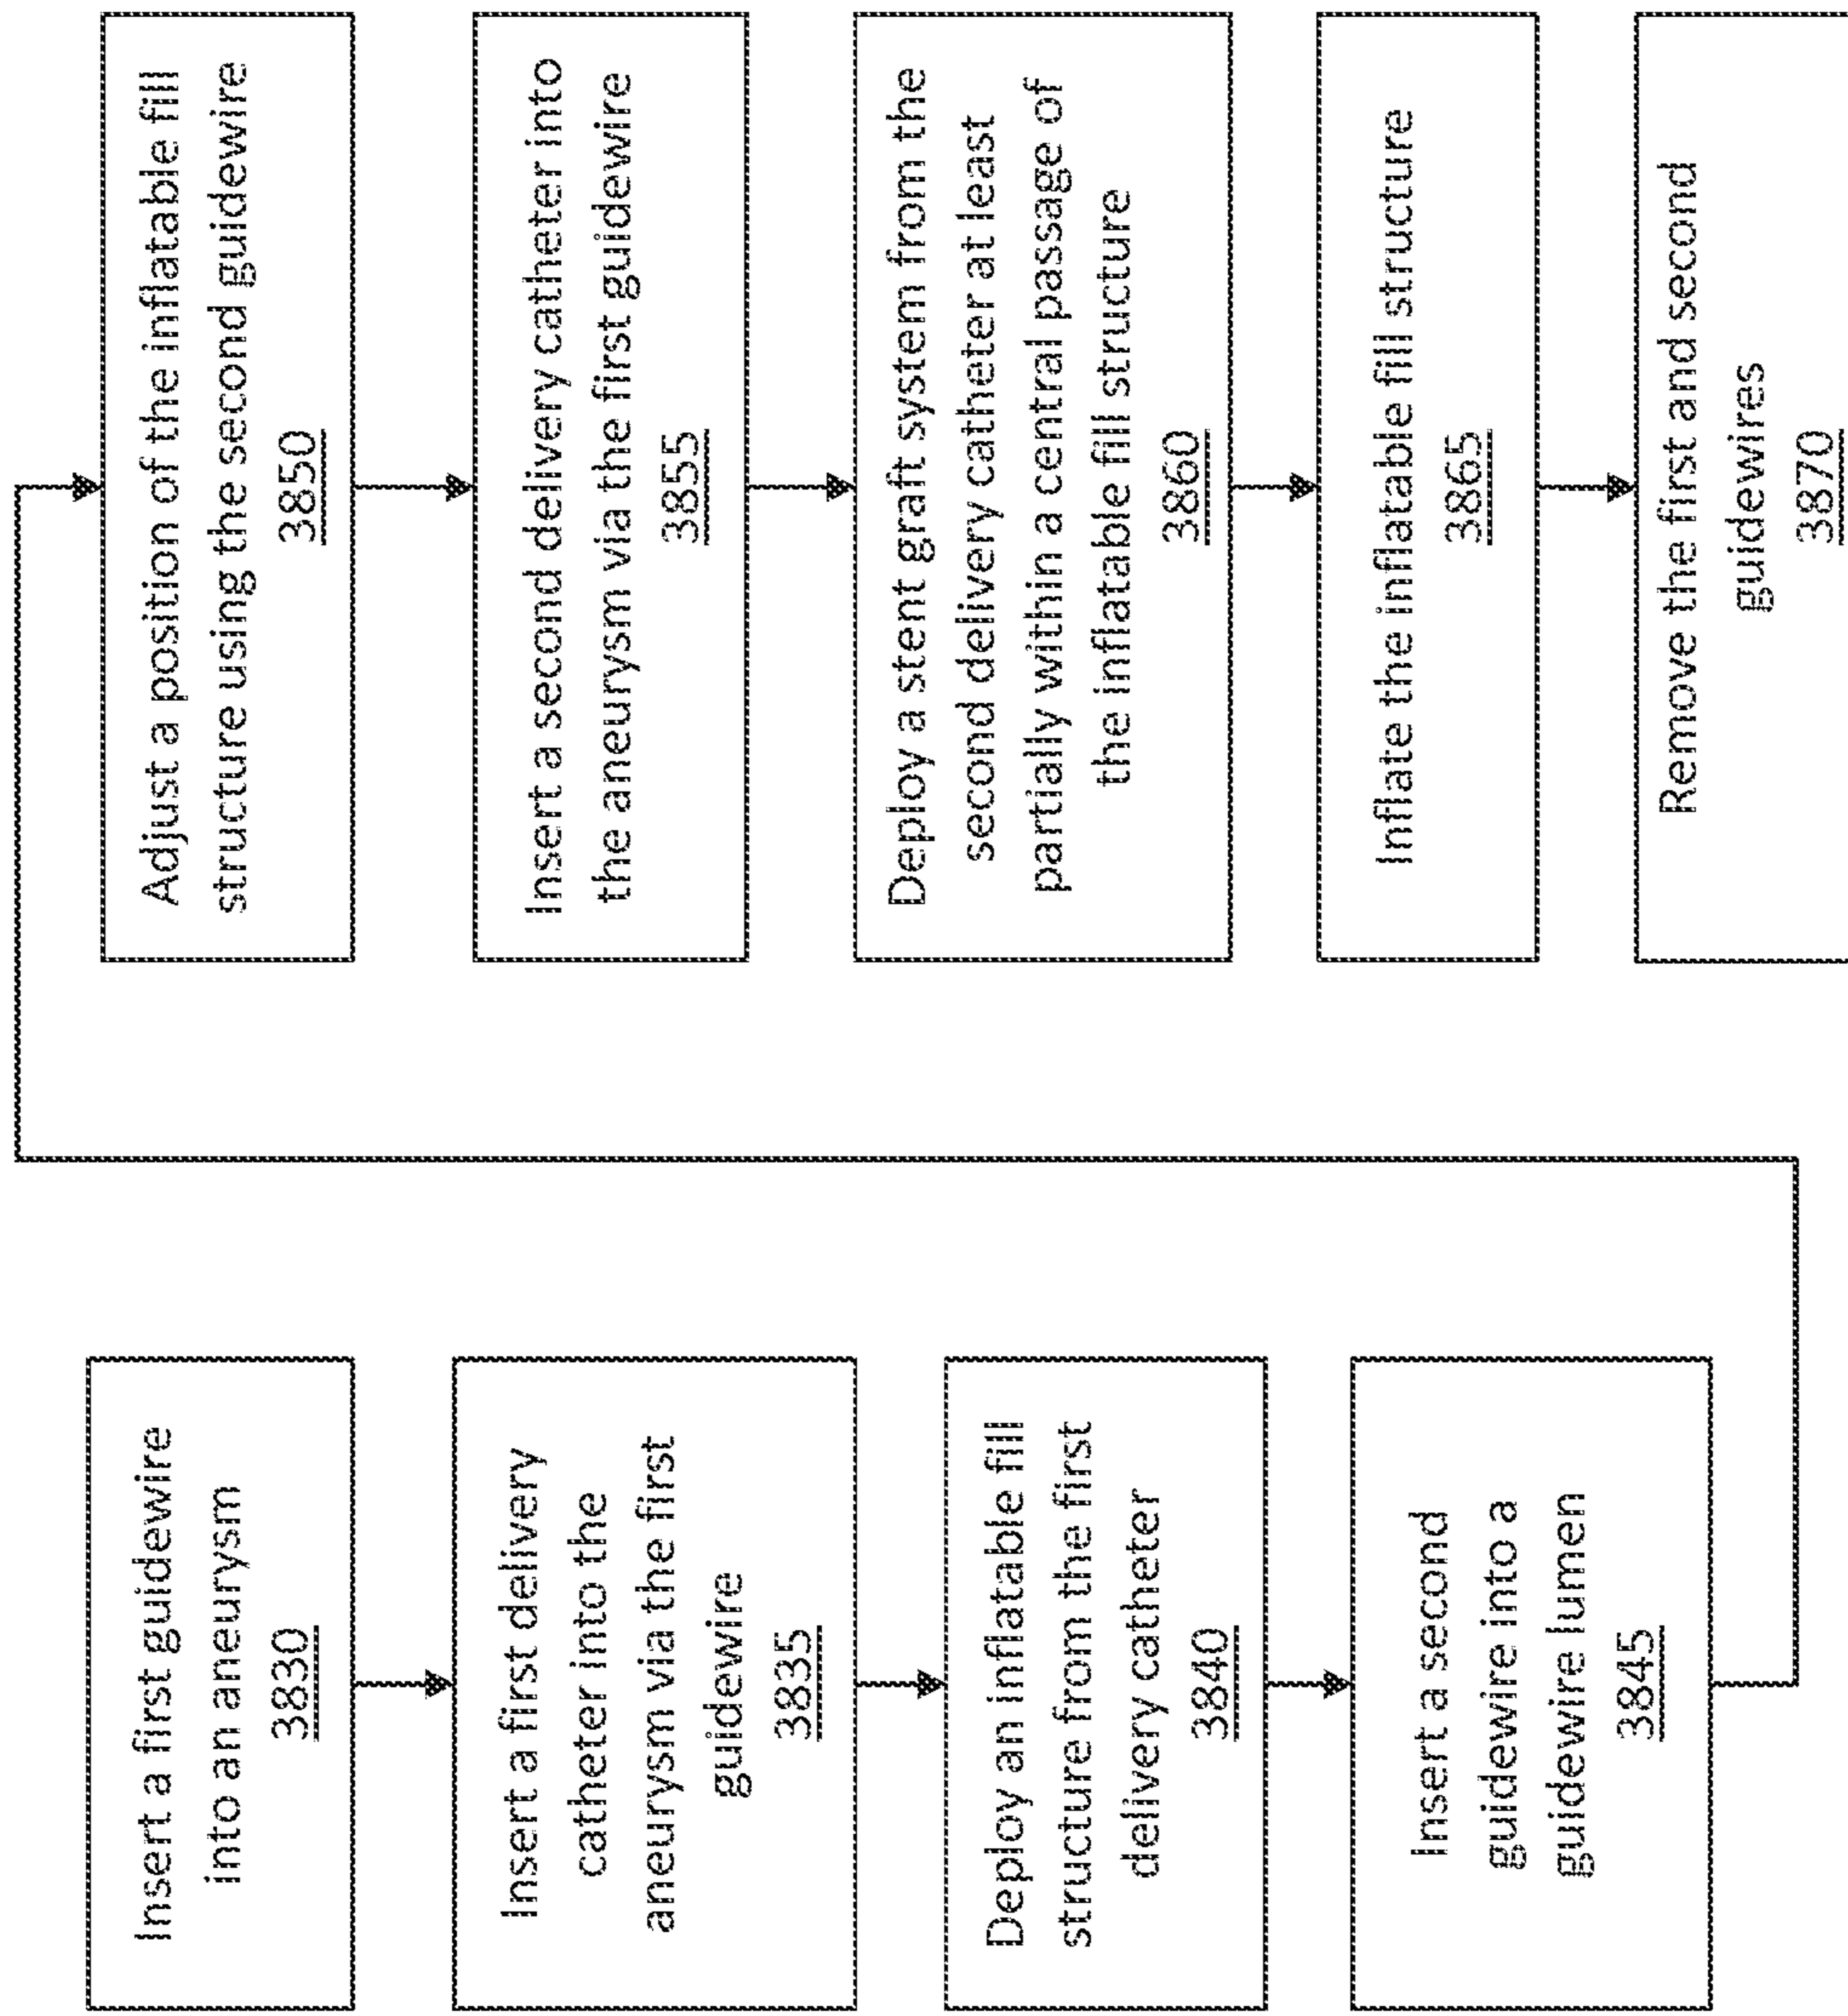 Insert a first guidewire
into an aneurysm
3830
Insert a first delivery
catheter into the
aneurysm via the first
guidewire
3835
Deploy an inflatable fill
structure from the first
delivery catheter
3840
Insert a second
guidewire into a
guidewire lumen
3845
Adjust a position of the inflatable fill
structure using the second guidewire
3850
Insert a second delivery catheter into
the aneurysm via the first guidewire
3855
Deploy a stent graft system from the
second delivery catheter at least
partially within a central passage of
the inflatable fill structure
3860
Inflate the inflatable fill structure
3865
Remove the first and second
guidewires
3870